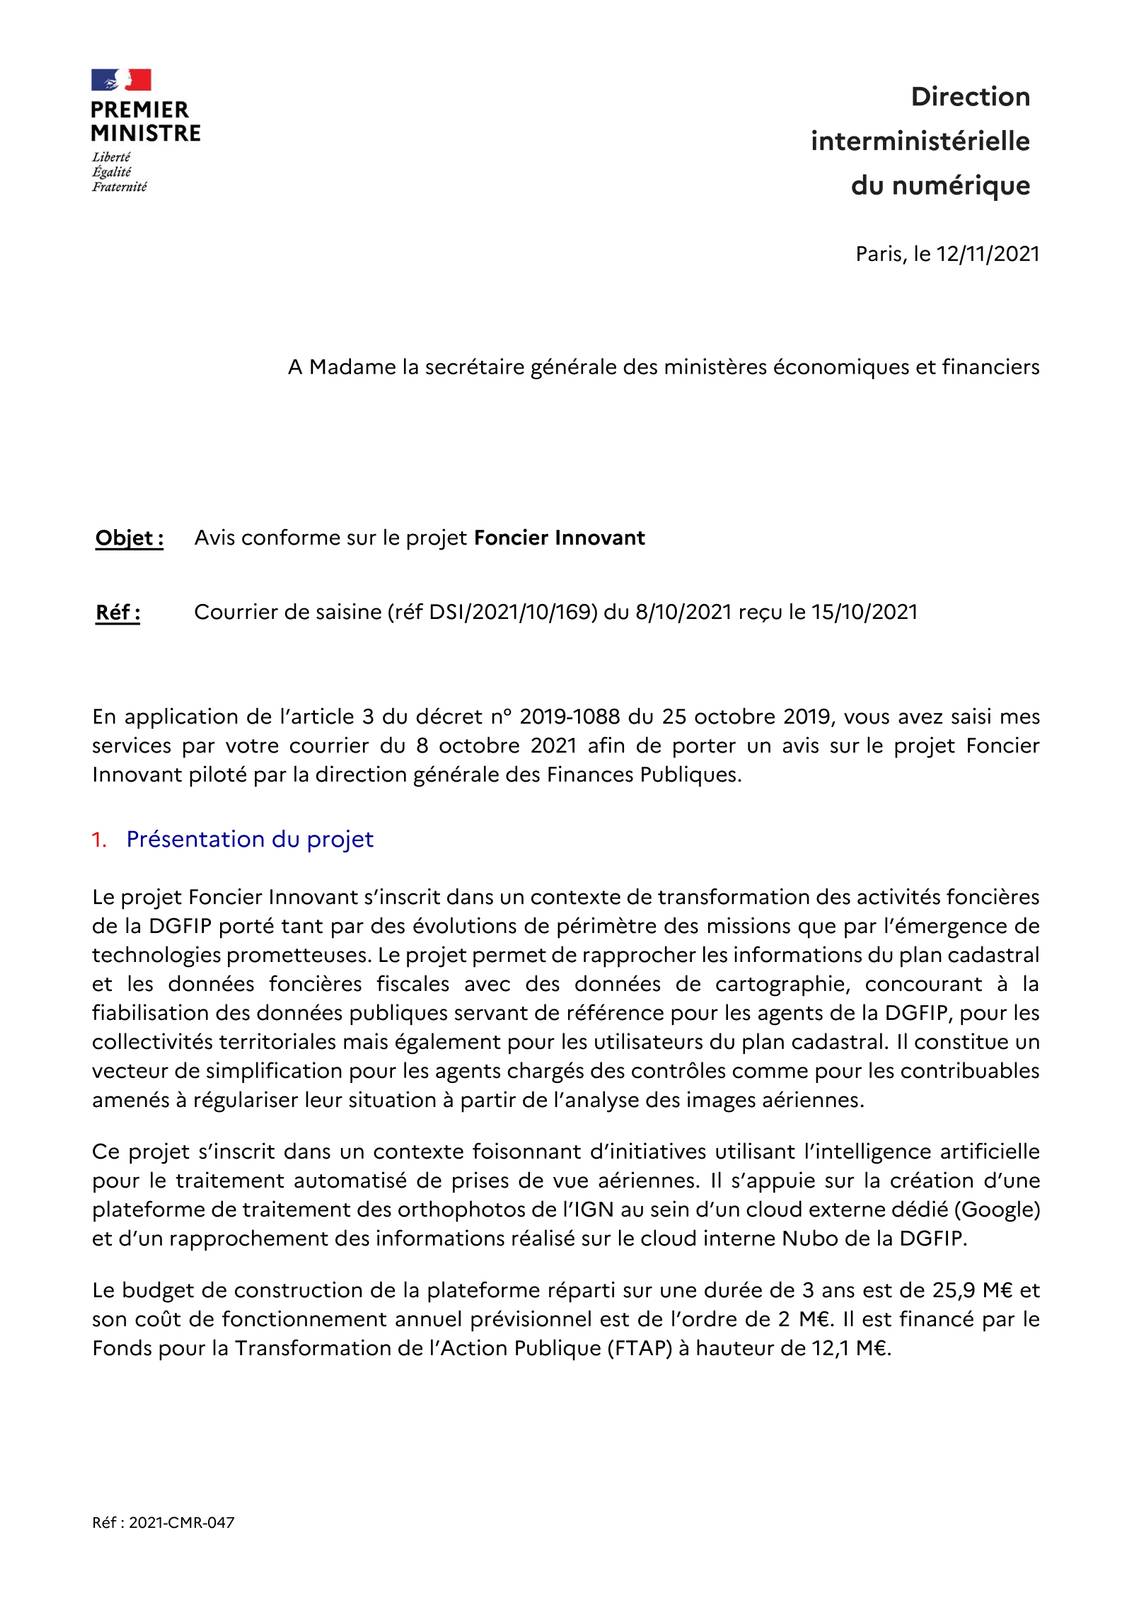 PREMIER
MINISTRE
Liberté
Égalité
Fraternité
Direction
interministérielle
du numérique
Paris, le 12/11/2021
A Madame la secrétaire générale des ministères économiques et financiers
Objet : Avis conforme sur le projet Foncier Innovant
Réf : Courrier de saisine (réf DSI/2021/10/169) du 8/10/2021 reçu le 15/10/2021
En application de l’article 3 du décret n° 2019-1088 du 25 octobre 2019, vous avez saisi mes
services par votre courrier du 8 octobre 2021 afin de porter un avis sur le projet Foncier
Innovant piloté par la direction générale des Finances Publiques.
1. Présentation du projet
Le projet Foncier Innovant s’inscrit dans un contexte de transformation des activités foncières
de la DGFIP porté tant par des évolutions de périmètre des missions que par l’émergence de
technologies prometteuses. Le projet permet de rapprocher les informations du plan cadastral
et les données foncières fiscales avec des données de cartographie, concourant à la
fiabilisation des données publiques servant de référence pour les agents de la DGFIP, pour les
collectivités territoriales mais également pour les utilisateurs du plan cadastral. Il constitue un
vecteur de simplification pour les agents chargés des contrôles comme pour les contribuables
amenés à régulariser leur situation à partir de l’analyse des images aériennes.
Ce projet s’inscrit dans un contexte foisonnant d’initiatives utilisant l’intelligence artificielle
pour le traitement automatisé de prises de vue aériennes. Il s’appuie sur la création d’une
plateforme de traitement des orthophotos de l’IGN au sein d’un cloud externe dédié (Google)
et d’un rapprochement des informations réalisé sur le cloud interne Nubo de la DGFIP.
Le budget de construction de la plateforme réparti sur une durée de 3 ans est de 25,9 M€ et
son coût de fonctionnement annuel prévisionnel est de l’ordre de 2 M€. Il est financé par le
Fonds pour la Transformation de l’Action Publique (FTAP) à hauteur de 12,1 M€.
Réf : 2021-CMR-047